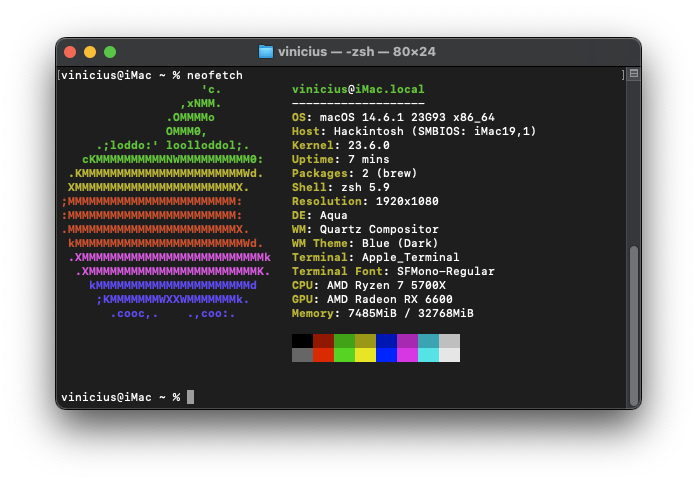 vinicius — -zsh — 80×24
[vinicius@iMac ~ % neofetch ]
'c. vinicius@iMac.local
,xNMM. -------------------
.OMMMMo OS: macOS 14.6.1 23G93 x86_64
OMMM0, Host: Hackintosh (SMBIOS: iMac19,1)
.;loddo:' loolloddol;. Kernel: 23.6.0
cKMMMMMMMMMMNWMMMMMMMMMM0: Uptime: 7 mins
.KMMMMMMMMMMMMMMMMMMMMMMMWd. Packages: 2 (brew)
XMMMMMMMMMMMMMMMMMMMMMMMX. Shell: zsh 5.9
;MMMMMMMMMMMMMMMMMMMMMMMM: Resolution: 1920x1080
:MMMMMMMMMMMMMMMMMMMMMMMM: DE: Aqua
.MMMMMMMMMMMMMMMMMMMMMMMMX. WM: Quartz Compositor
kMMMMMMMMMMMMMMMMMMMMMMMMWd. WM Theme: Blue (Dark)
.XMMMMMMMMMMMMMMMMMMMMMMMMMMk Terminal: Apple_Terminal
.XMMMMMMMMMMMMMMMMMMMMMMMMK. Terminal Font: SFMono-Regular
kMMMMMMMMMMMMMMMMMMMMMMd CPU: AMD Ryzen 7 5700X
;KMMMMMMMWXXWMMMMMMMk. GPU: AMD Radeon RX 6600
.cooc,. .,coo:. Memory: 7485MiB / 32768MiB
vinicius@iMac ~ %